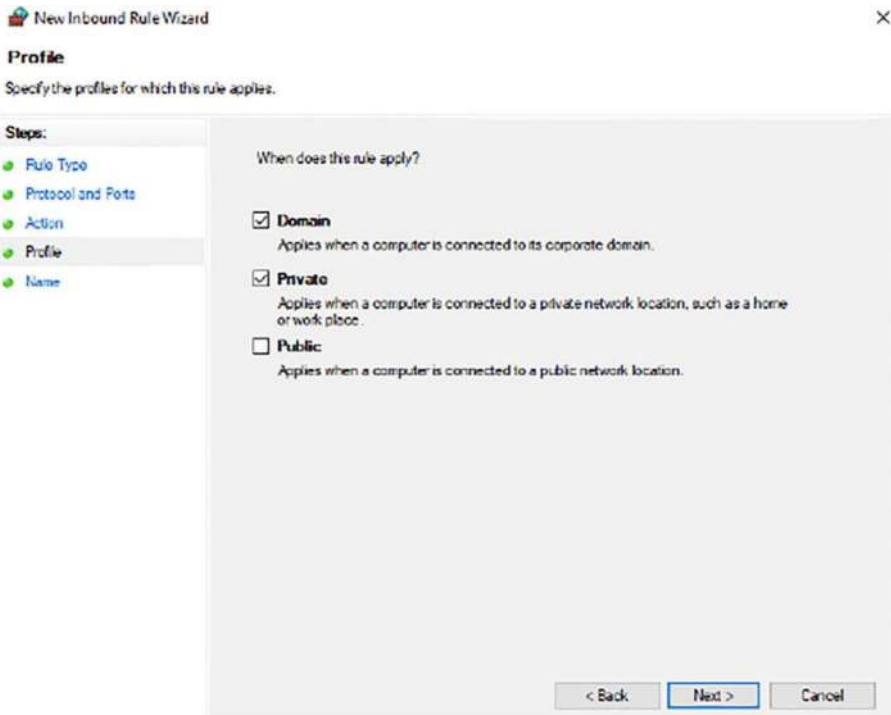 New Inbound Rule Wizard
Profile
Specify the profiles for which this rule applies.
Steps:
Rule Type
Protocol and Ports
Action
Profile
Name
When does this rule apply?
Domain
Applies when a computer is connected to its corporate domain.
Private
Applies when a computer is connected to a private network location, such as a home
or work place.
Public
Applies when a computer is connected to a public network location.
< Back
Next >
Cancel